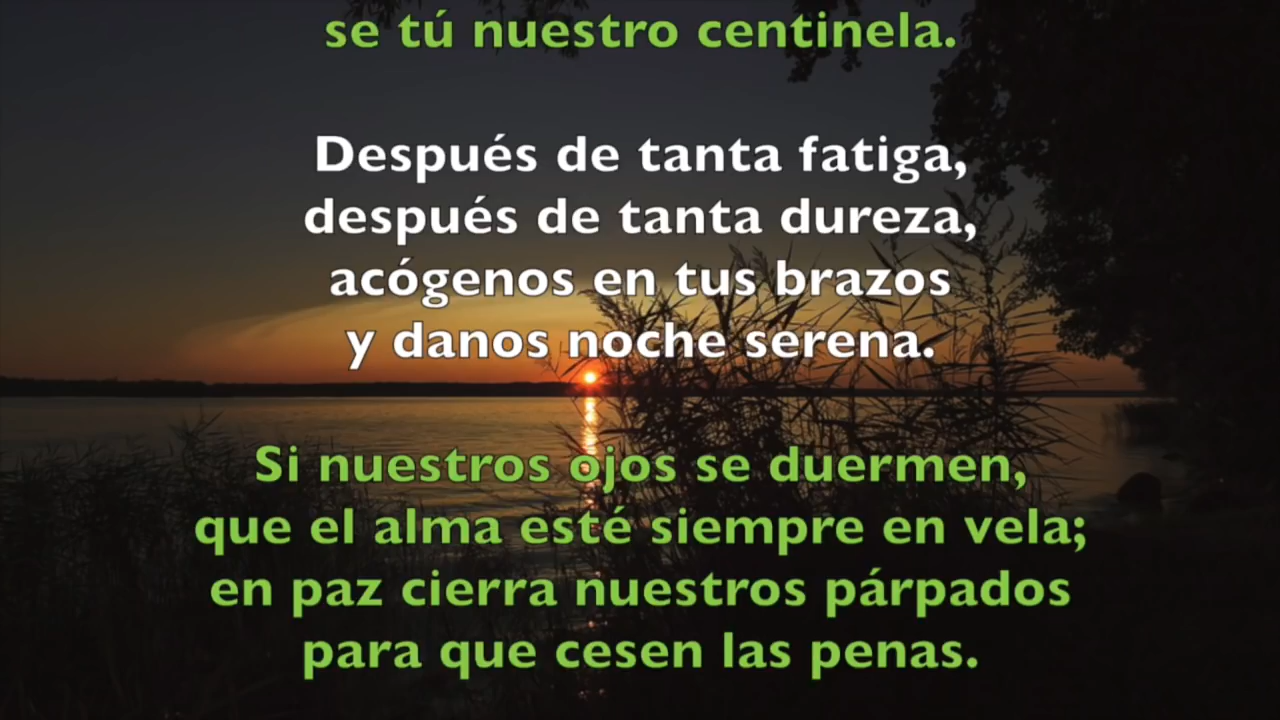 se tú nuestro centinela.
Después de tanta fatiga,
después de tanta dureza,
acógenos en tus brazos
y danos noche serena.
Si nuestros ojos se duermen,
que el alma esté siempre en vela;
en paz cierra nuestros párpados
para que cesen las penas.